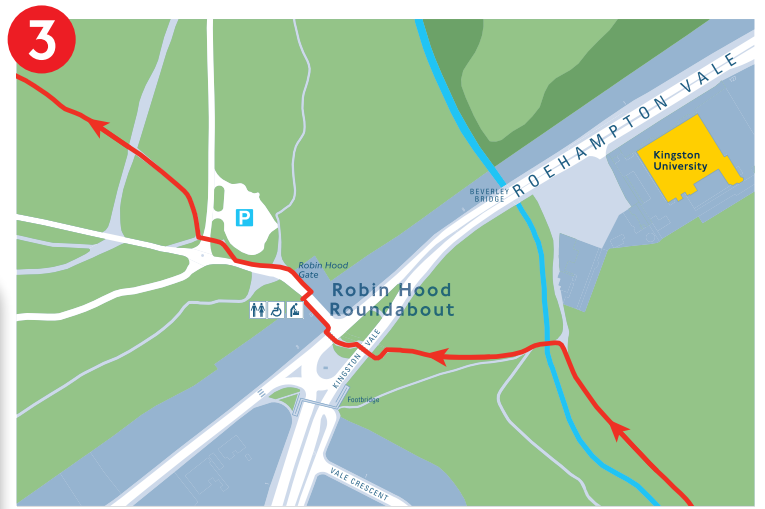 3
ROEHAMPTON VALE
Kingston
University
BEVERLEY
BRIDGE
P
Robin Hood
Gate
Robin Hood
Roundabout
KINGSTON VALE
Footbridge
VALE CRESCENT